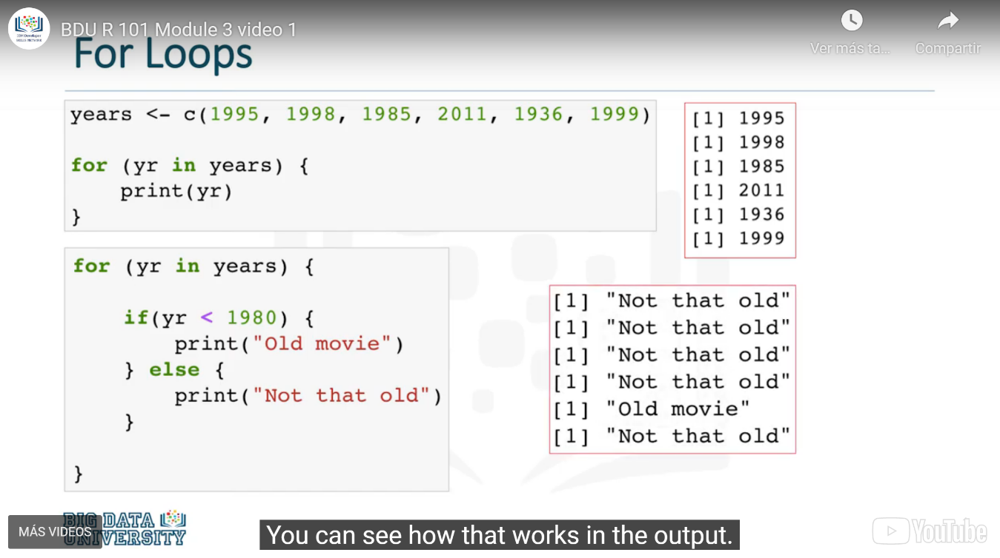 BDU R 101 Module 3 video 1
Ver más ta...
Compartir
For Loops
years <- c(1995, 1998, 1985, 2011, 1936, 1999)
for (yr in years) {
    print(yr)
}
[1] 1995
[1] 1998
[1] 1985
[1] 2011
[1] 1936
[1] 1999
for (yr in years) {
    if(yr < 1980) {
        print("Old movie")
    } else {
        print("Not that old")
    }
}
[1] "Not that old"
[1] "Not that old"
[1] "Not that old"
[1] "Not that old"
[1] "Old movie"
[1] "Not that old"
BIG DATA
UNIVERSITY
MÁS VIDEOS
You can see how that works in the output.
YouTube